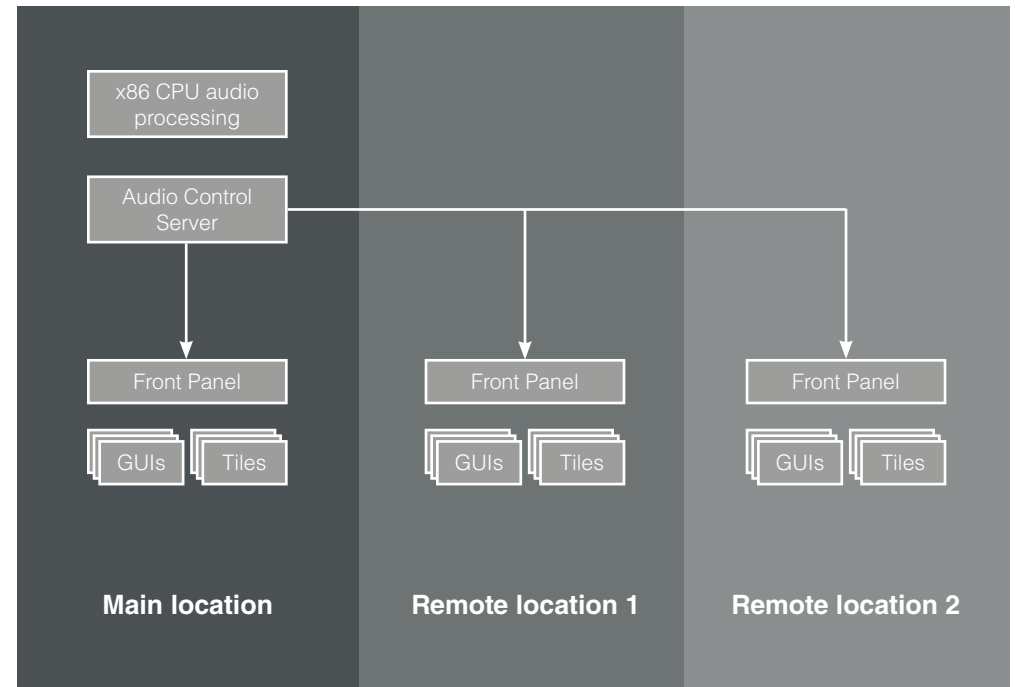 x86 CPU audio
processing
Audio Control
Server
Front Panel
GUIs
Tiles
Main location
Front Panel
GUIs
Tiles
Remote location 1
Front Panel
GUIs
Tiles
Remote location 2